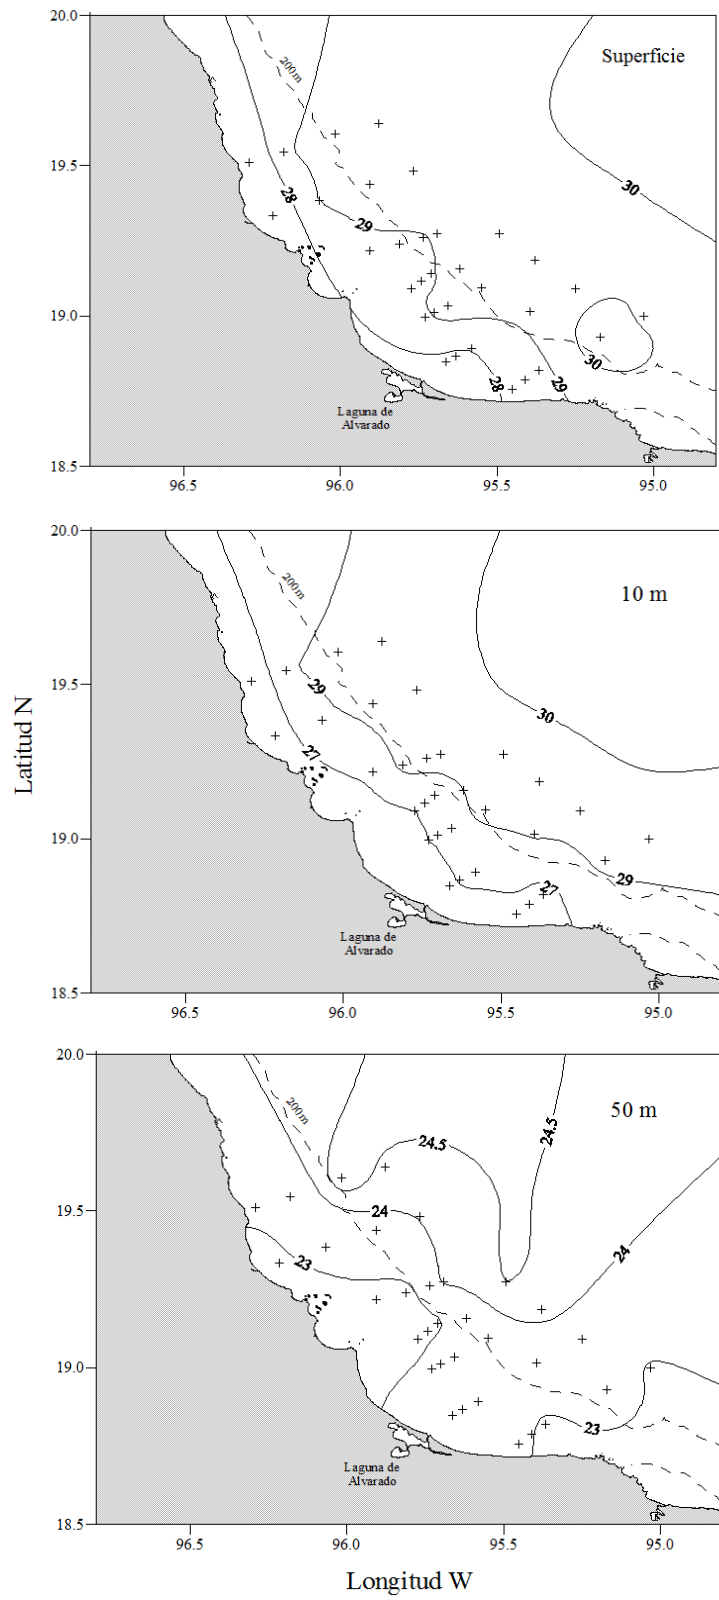 20.0
Superficie
200m
19.5
28
30
29
19.0
30
28
29
Laguna de
Alvarado
18.5
96.5
96.0
95.5
95.0
20.0
10 m
200m
19.5
29
30
27
19.0
29
27
Laguna de
Alvarado
18.5
96.5
96.0
95.5
95.0
Latitud N
20.0
50 m
200m
24.5
24.5
19.5
24
24
23
19.0
23
Laguna de
Alvarado
18.5
96.5
96.0
95.5
95.0
Longitud W